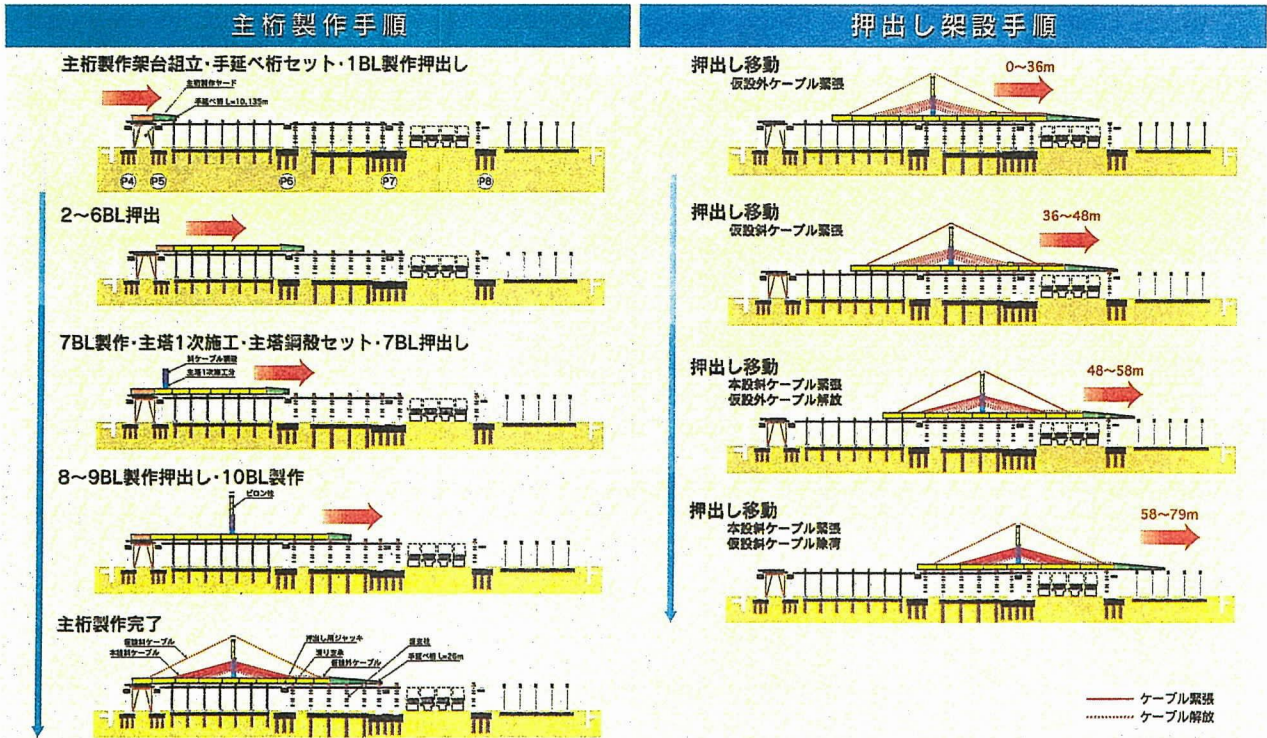 主桁製作手順
主桁製作架台組立・手延べ桁セット・1BL製作押出し
主桁製作ヤード
手延べ桁 L=10.135m
P4 P5 P6 P7 P8
2〜6BL押出
7BL製作・主塔1次施工・主塔鋼殻セット・7BL押出し
斜ケーブル鋼殻
主塔1次施工分
8〜9BL製作押出し・10BL製作
ピロン柱
主桁製作完了
仮設斜ケーブル
本設斜ケーブル
押出し用ジャッキ
滑り支承
仮設外ケーブル
仮支柱
手延べ桁 L=26m
押出し架設手順
押出し移動
仮設外ケーブル緊張
0〜36m
押出し移動
仮設斜ケーブル緊張
36〜48m
押出し移動
本設斜ケーブル緊張
仮設外ケーブル解放
48〜58m
押出し移動
本設斜ケーブル緊張
仮設斜ケーブル除荷
58〜79m
ケーブル緊張
ケーブル解放